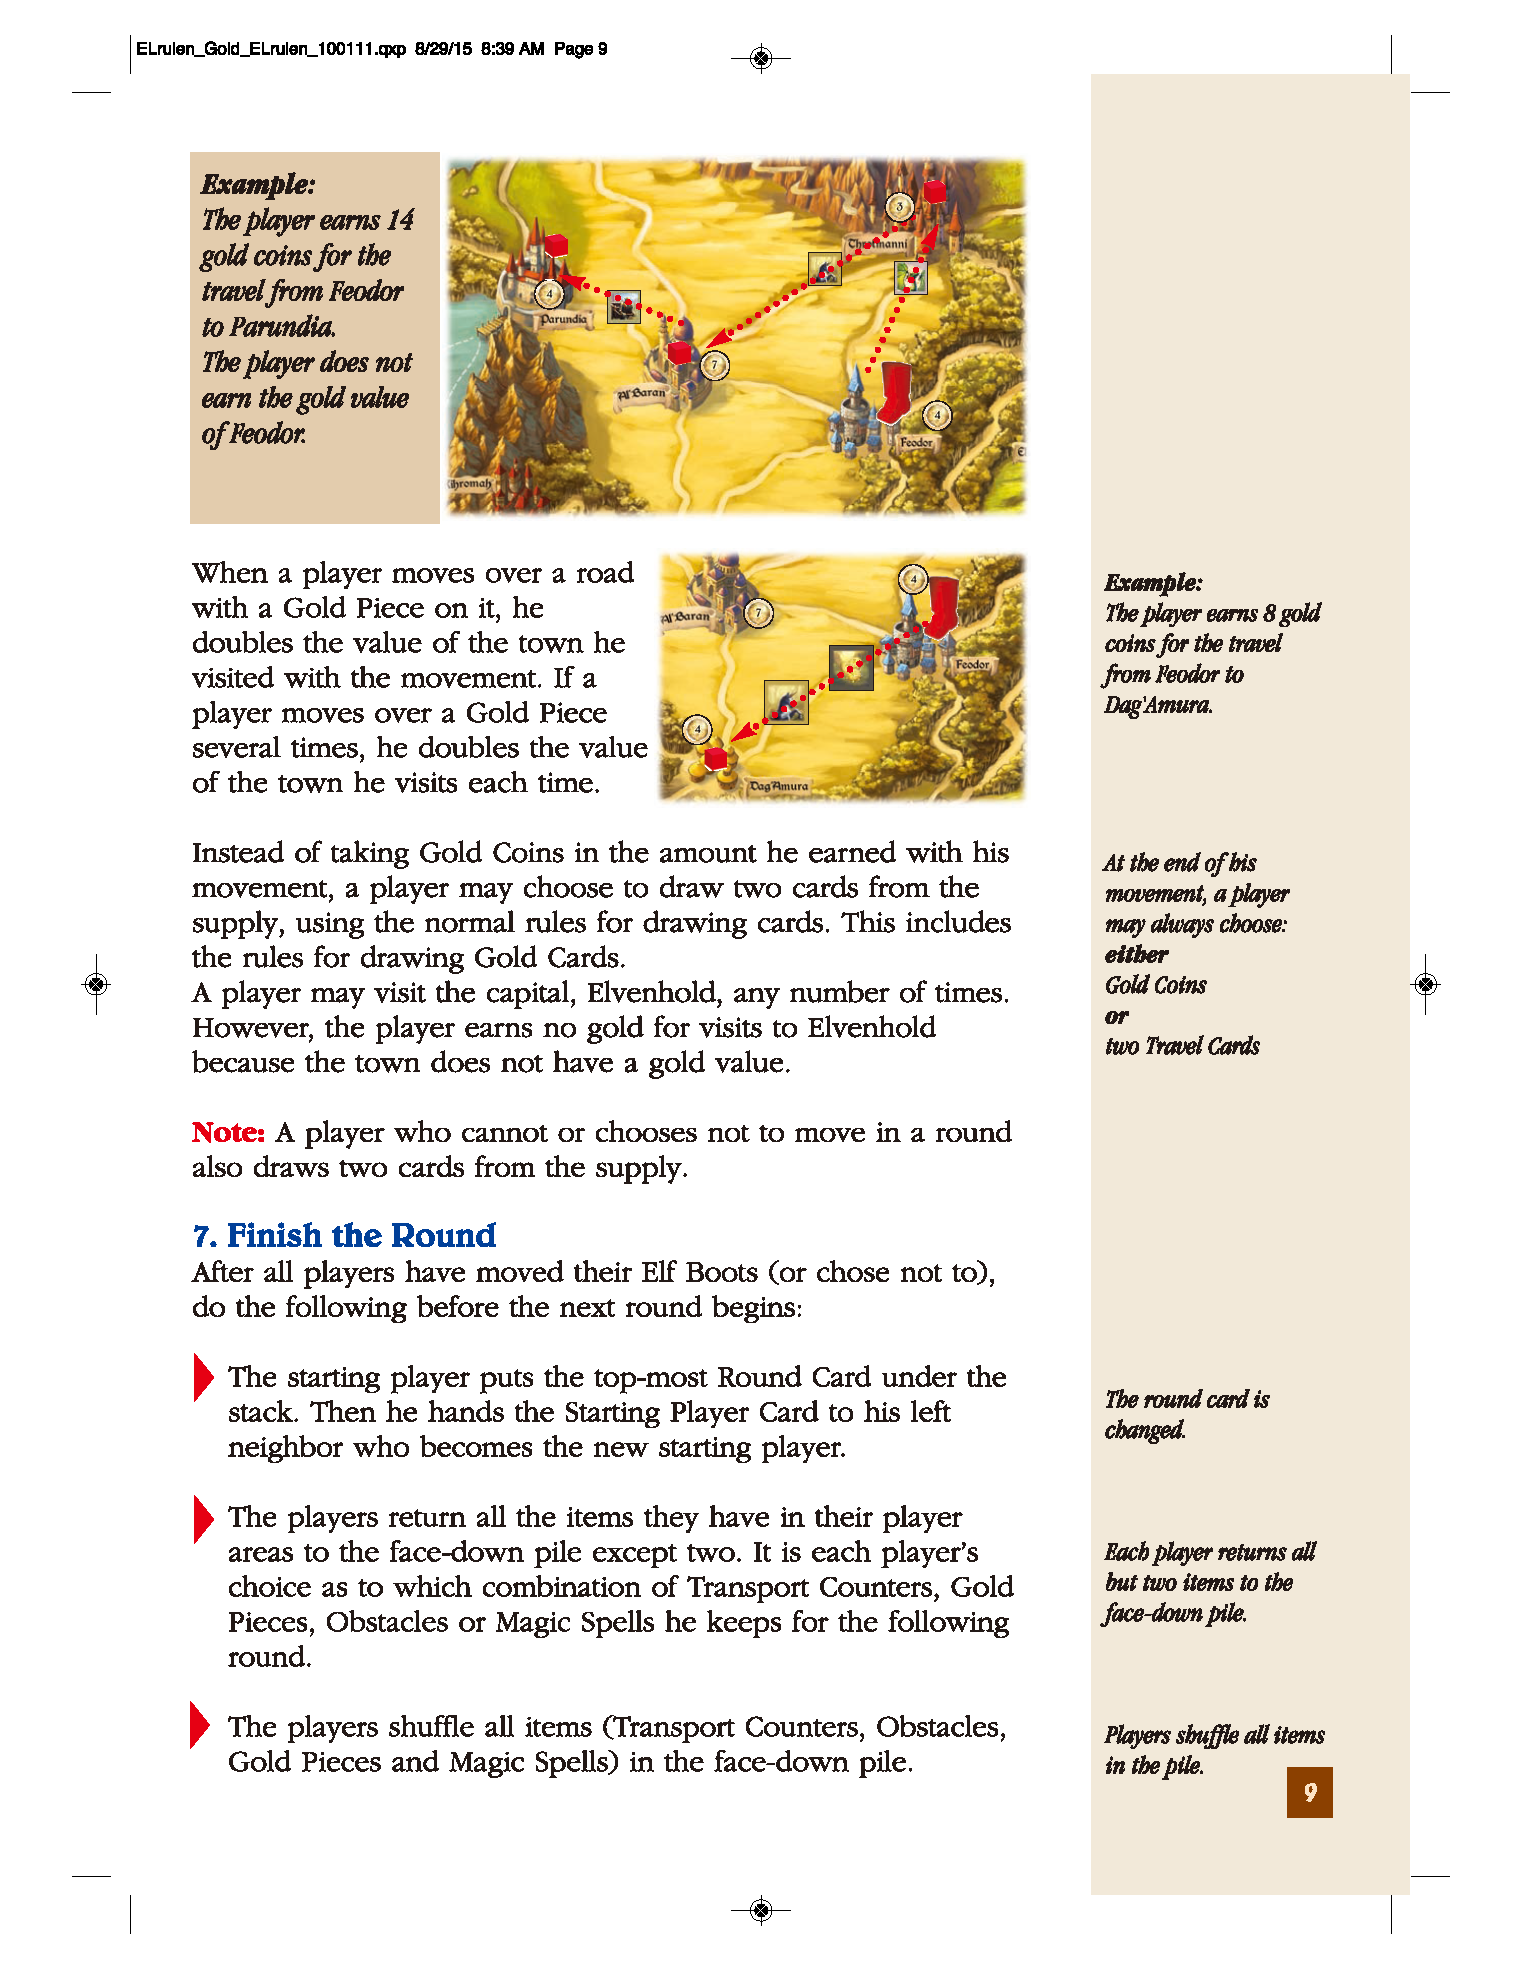 ELrulen_Gold_ELrulen_100111.qxp 8/29/15 8:39 AM Page 9
Example:
The player earns 14
gold coins for the
travel from Feodor
to Parundia.
The player does not
earn the gold value
of Feodor.
3
Throtmanni
4
Parundia
7
Al'Baran
4
Feodor
When a player moves over a road
with a Gold Piece on it, he
doubles the value of the town he
visited with the movement. If a
player moves over a Gold Piece
several times, he doubles the value
of the town he visits each time.
4
7
Al'Baran
Feodor
4
Dag'Amura
Example:
The player earns 8 gold
coins for the travel
from Feodor to
Dag'Amura.
Instead of taking Gold Coins in the amount he earned with his
movement, a player may choose to draw two cards from the
supply, using the normal rules for drawing cards. This includes
the rules for drawing Gold Cards.
A player may visit the capital, Elvenhold, any number of times.
However, the player earns no gold for visits to Elvenhold
because the town does not have a gold value.
At the end of his
movement, a player
may always choose:
either
Gold Coins
or
two Travel Cards
Note: A player who cannot or chooses not to move in a round
also draws two cards from the supply.
7. Finish the Round
After all players have moved their Elf Boots (or chose not to),
do the following before the next round begins:
The starting player puts the top-most Round Card under the
stack. Then he hands the Starting Player Card to his left
neighbor who becomes the new starting player.
The round card is
changed.
The players return all the items they have in their player
areas to the face-down pile except two. It is each player's
choice as to which combination of Transport Counters, Gold
Pieces, Obstacles or Magic Spells he keeps for the following
round.
Each player returns all
but two items to the
face-down pile.
The players shuffle all items (Transport Counters, Obstacles,
Gold Pieces and Magic Spells) in the face-down pile.
Players shuffle all items
in the pile.
9